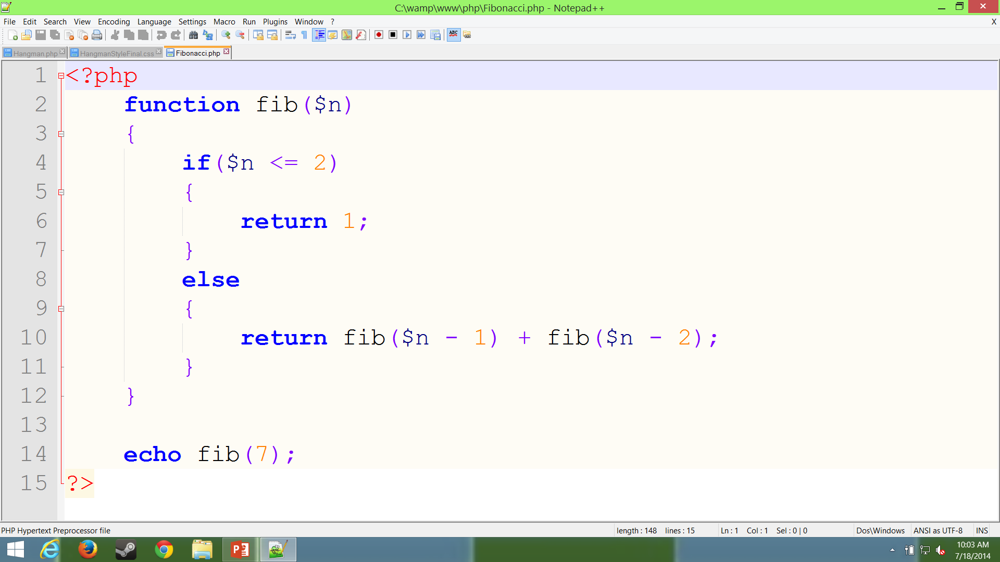 C:\wamp\www\php\Fibonacci.php - Notepad++
File Edit Search View Encoding Language Settings Macro Run Plugins Window ? X
ABC
Hangman.php HangmanStyleFinal.css Fibonacci.php
1 <?php
2 function fib($n)
3 {
4 if($n <= 2)
5 {
6 return 1;
7 }
8 else
9 {
10 return fib($n - 1) + fib($n - 2);
11 }
12 }
13
14 echo fib(7);
15 ?>
PHP Hypertext Preprocessor file length : 148 lines : 15 Ln : 1 Col : 1 Sel : 0 | 0 Dos\Windows ANSI as UTF-8 INS
10:03 AM
7/18/2014